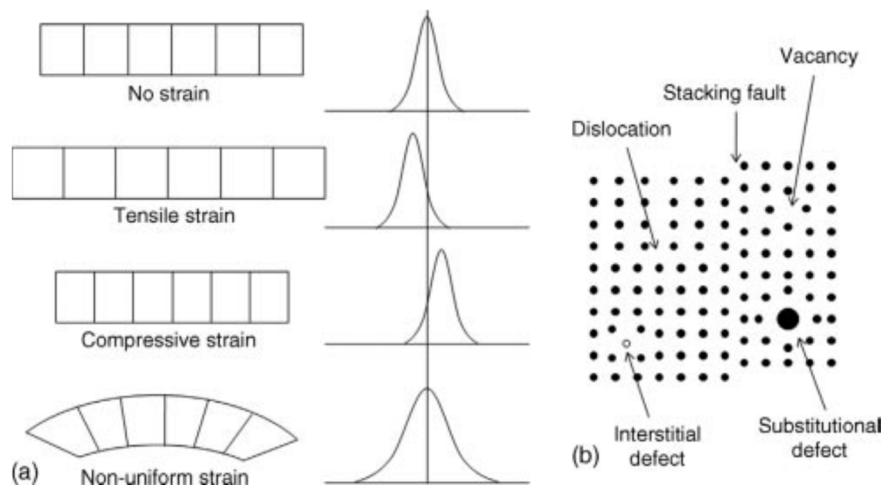 No strain
Tensile strain
Compressive strain
Non-uniform strain
(a)
Vacancy
Stacking fault
Dislocation
Interstitial
defect
Substitutional
defect
(b)